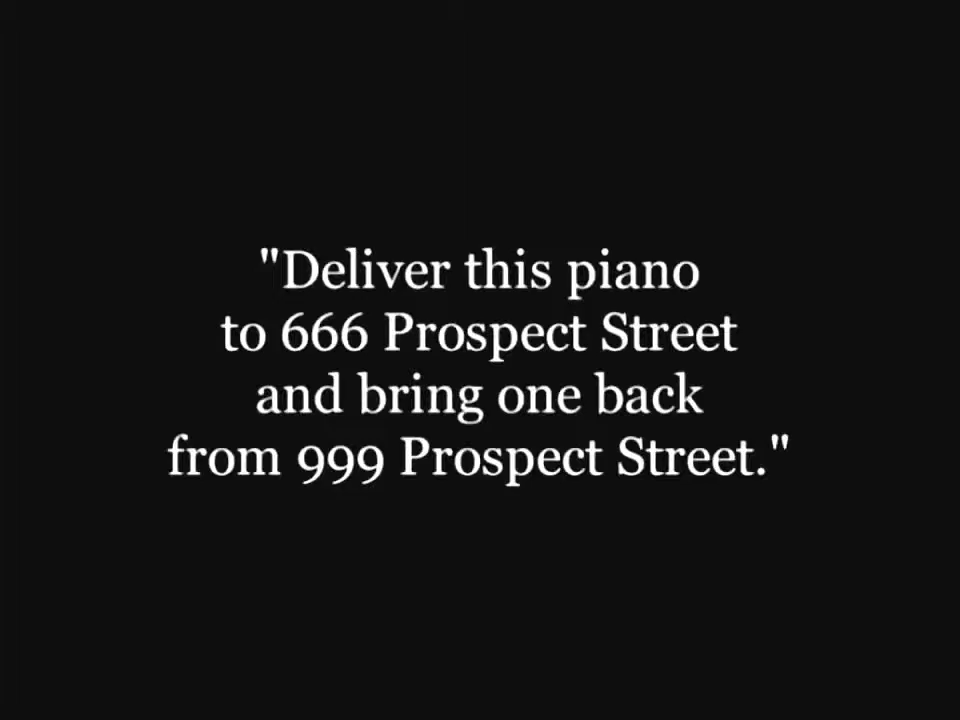 "Deliver this piano
to 666 Prospect Street
and bring one back
from 999 Prospect Street."